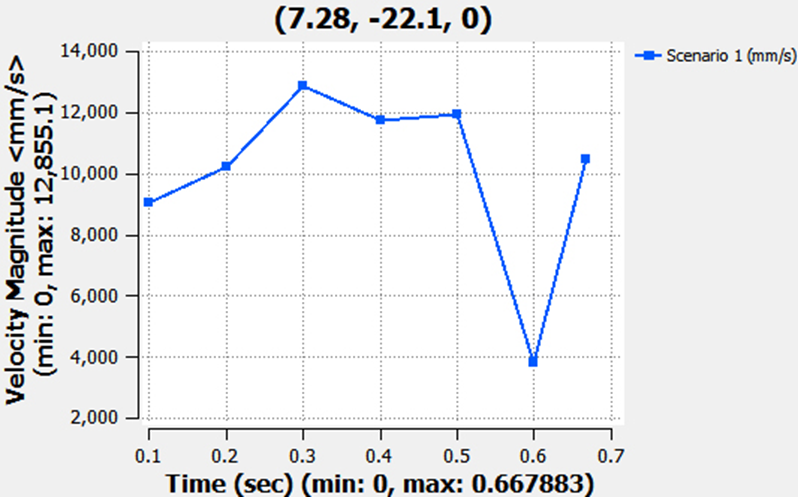 (7.28, -22.1, 0)
Velocity Magnitude <mm/s>
(min: 0, max: 12,855.1)
14,000
12,000
10,000
8,000
6,000
4,000
2,000
0.1 0.2 0.3 0.4 0.5 0.6 0.7
Time (sec) (min: 0, max: 0.667883)
Scenario 1 (mm/s)